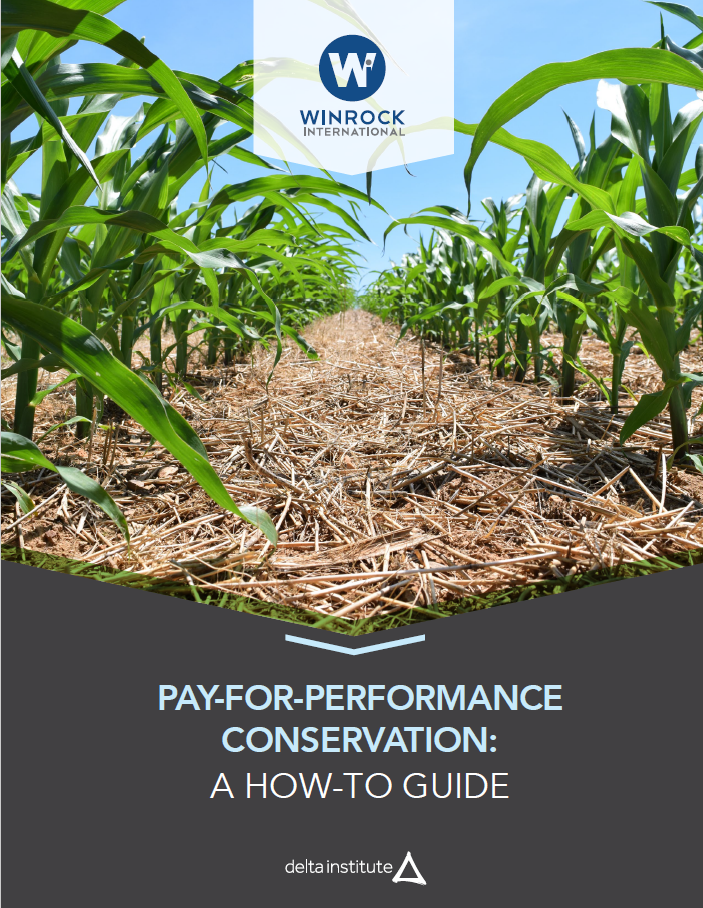 W
WINROCK
INTERNATIONAL
PAY-FOR-PERFORMANCE
CONSERVATION:
A HOW-TO GUIDE
delta institute